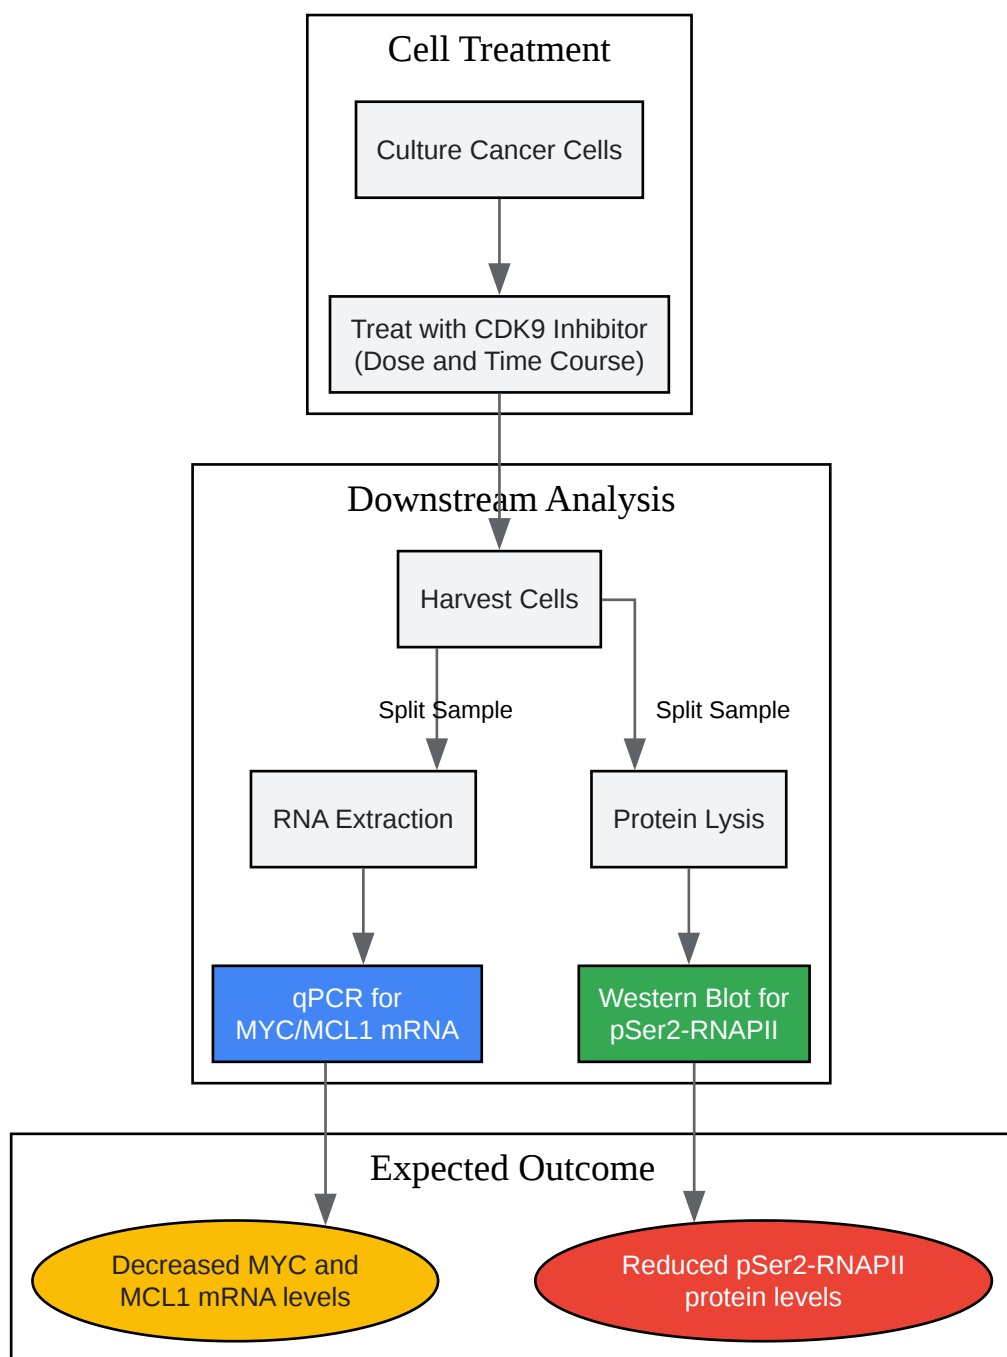 Cell Treatment
Culture Cancer Cells
Treat with CDK9 Inhibitor
(Dose and Time Course)
Downstream Analysis
Harvest Cells
Split Sample
Split Sample
RNA Extraction
Protein Lysis
qPCR for
MYC/MCL1 mRNA
Western Blot for
pSer2-RNAPII
Expected Outcome
Decreased MYC and
MCL1 mRNA levels
Reduced pSer2-RNAPII
protein levels